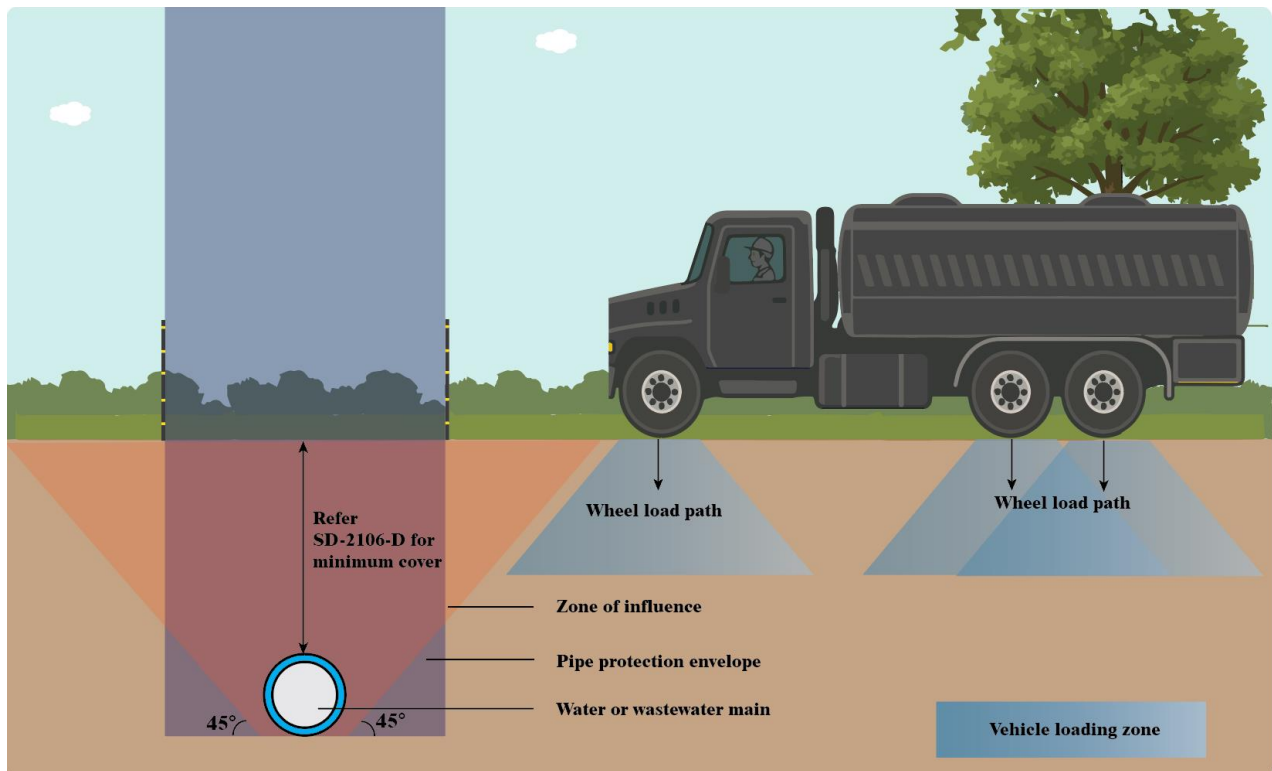 Refer
SD-2106-D for
minimum cover
Wheel load path
Wheel load path
Zone of influence
Pipe protection envelope
Water or wastewater main
45°
45°
Vehicle loading zone